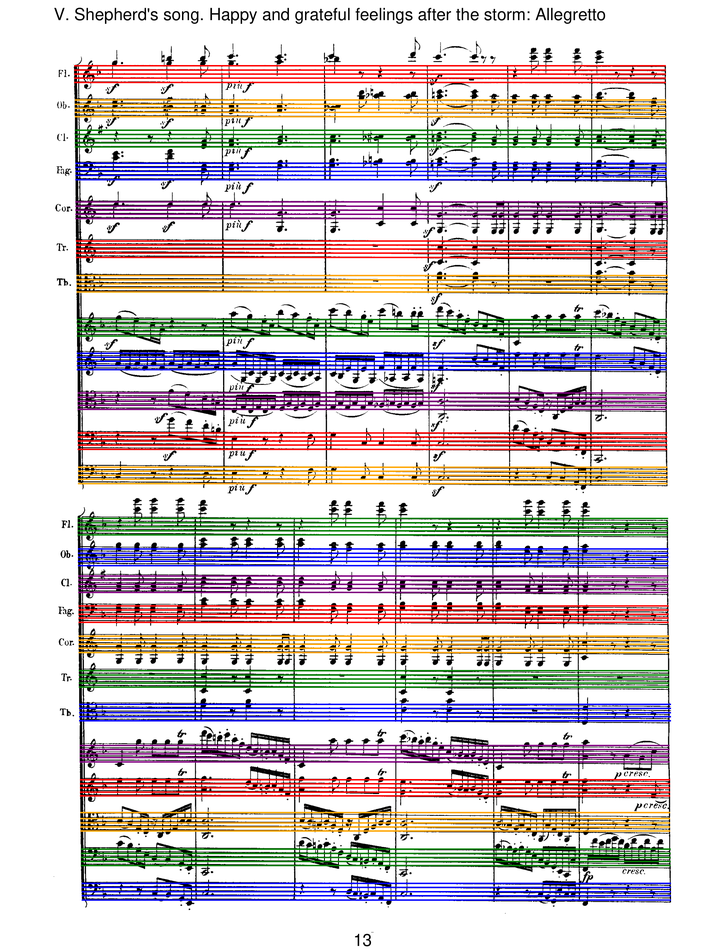 V. Shepherd's song. Happy and grateful feelings after the storm: Allegretto
Fl.
sf sf più f sf
Ob.
sf sf più f sf
Cl.
più f sf
Fag.
sf sf più f sf
Cor.
sf sf più f
Tr.
sf
Tb.
sf
tr
sf più f
più f
sf più f sf
più f sf
più f sf
Fl.
Ob.
Cl.
Fag.
Cor.
Tr.
Tb.
tr tr
p cresc.
tr tr
p cresc.
fp cresc.
13